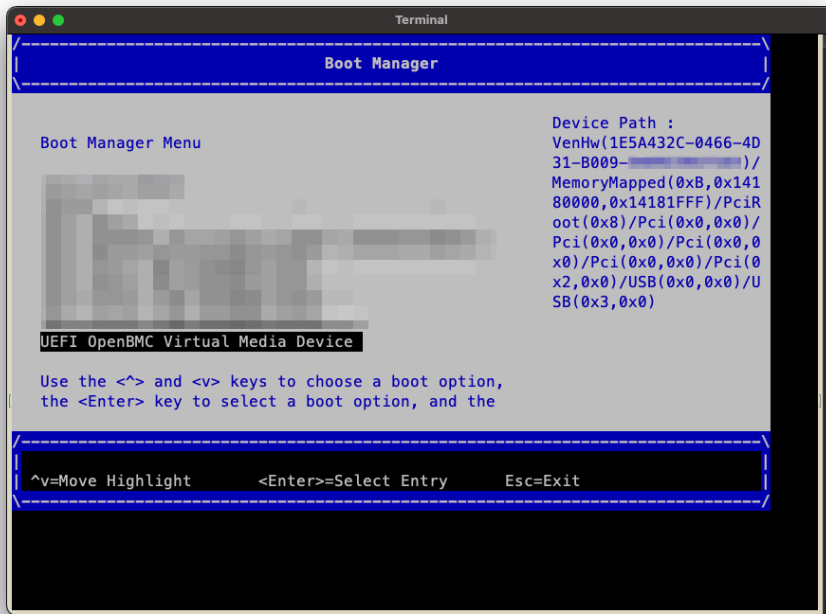 Terminal
Boot Manager
Boot Manager Menu
UEFI OpenBMC Virtual Media Device
Use the <^> and <v> keys to choose a boot option,
the <Enter> key to select a boot option, and the
Device Path :
VenHw(1E5A432C-0466-4D
31-B009-)/
MemoryMapped(0xB,0x141
80000,0x14181FFF)/PciR
oot(0x8)/Pci(0x0,0x0)/
Pci(0x0,0x0)/Pci(0x0,0
x0)/Pci(0x0,0x0)/Pci(0
x2,0x0)/USB(0x0,0x0)/U
SB(0x3,0x0)
^v=Move Highlight <Enter>=Select Entry Esc=Exit